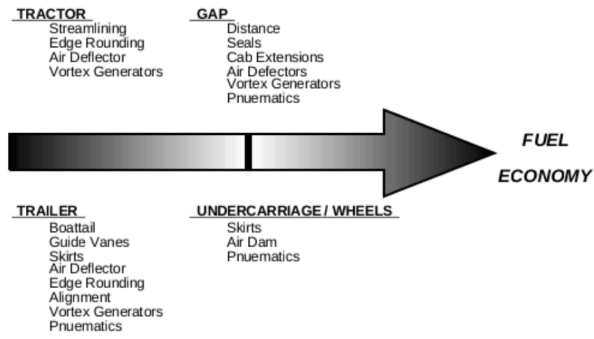 TRACTOR
Streamlining
Edge Rounding
Air Deflector
Vortex Generators
GAP
Distance
Seals
Cab Extensions
Air Defectors
Vortex Generators
Pnuematics
FUEL
ECONOMY
TRAILER
Boattail
Guide Vanes
Skirts
Air Deflector
Edge Rounding
Alignment
Vortex Generators
Pnuematics
UNDERCARRIAGE / WHEELS
Skirts
Air Dam
Pnuematics